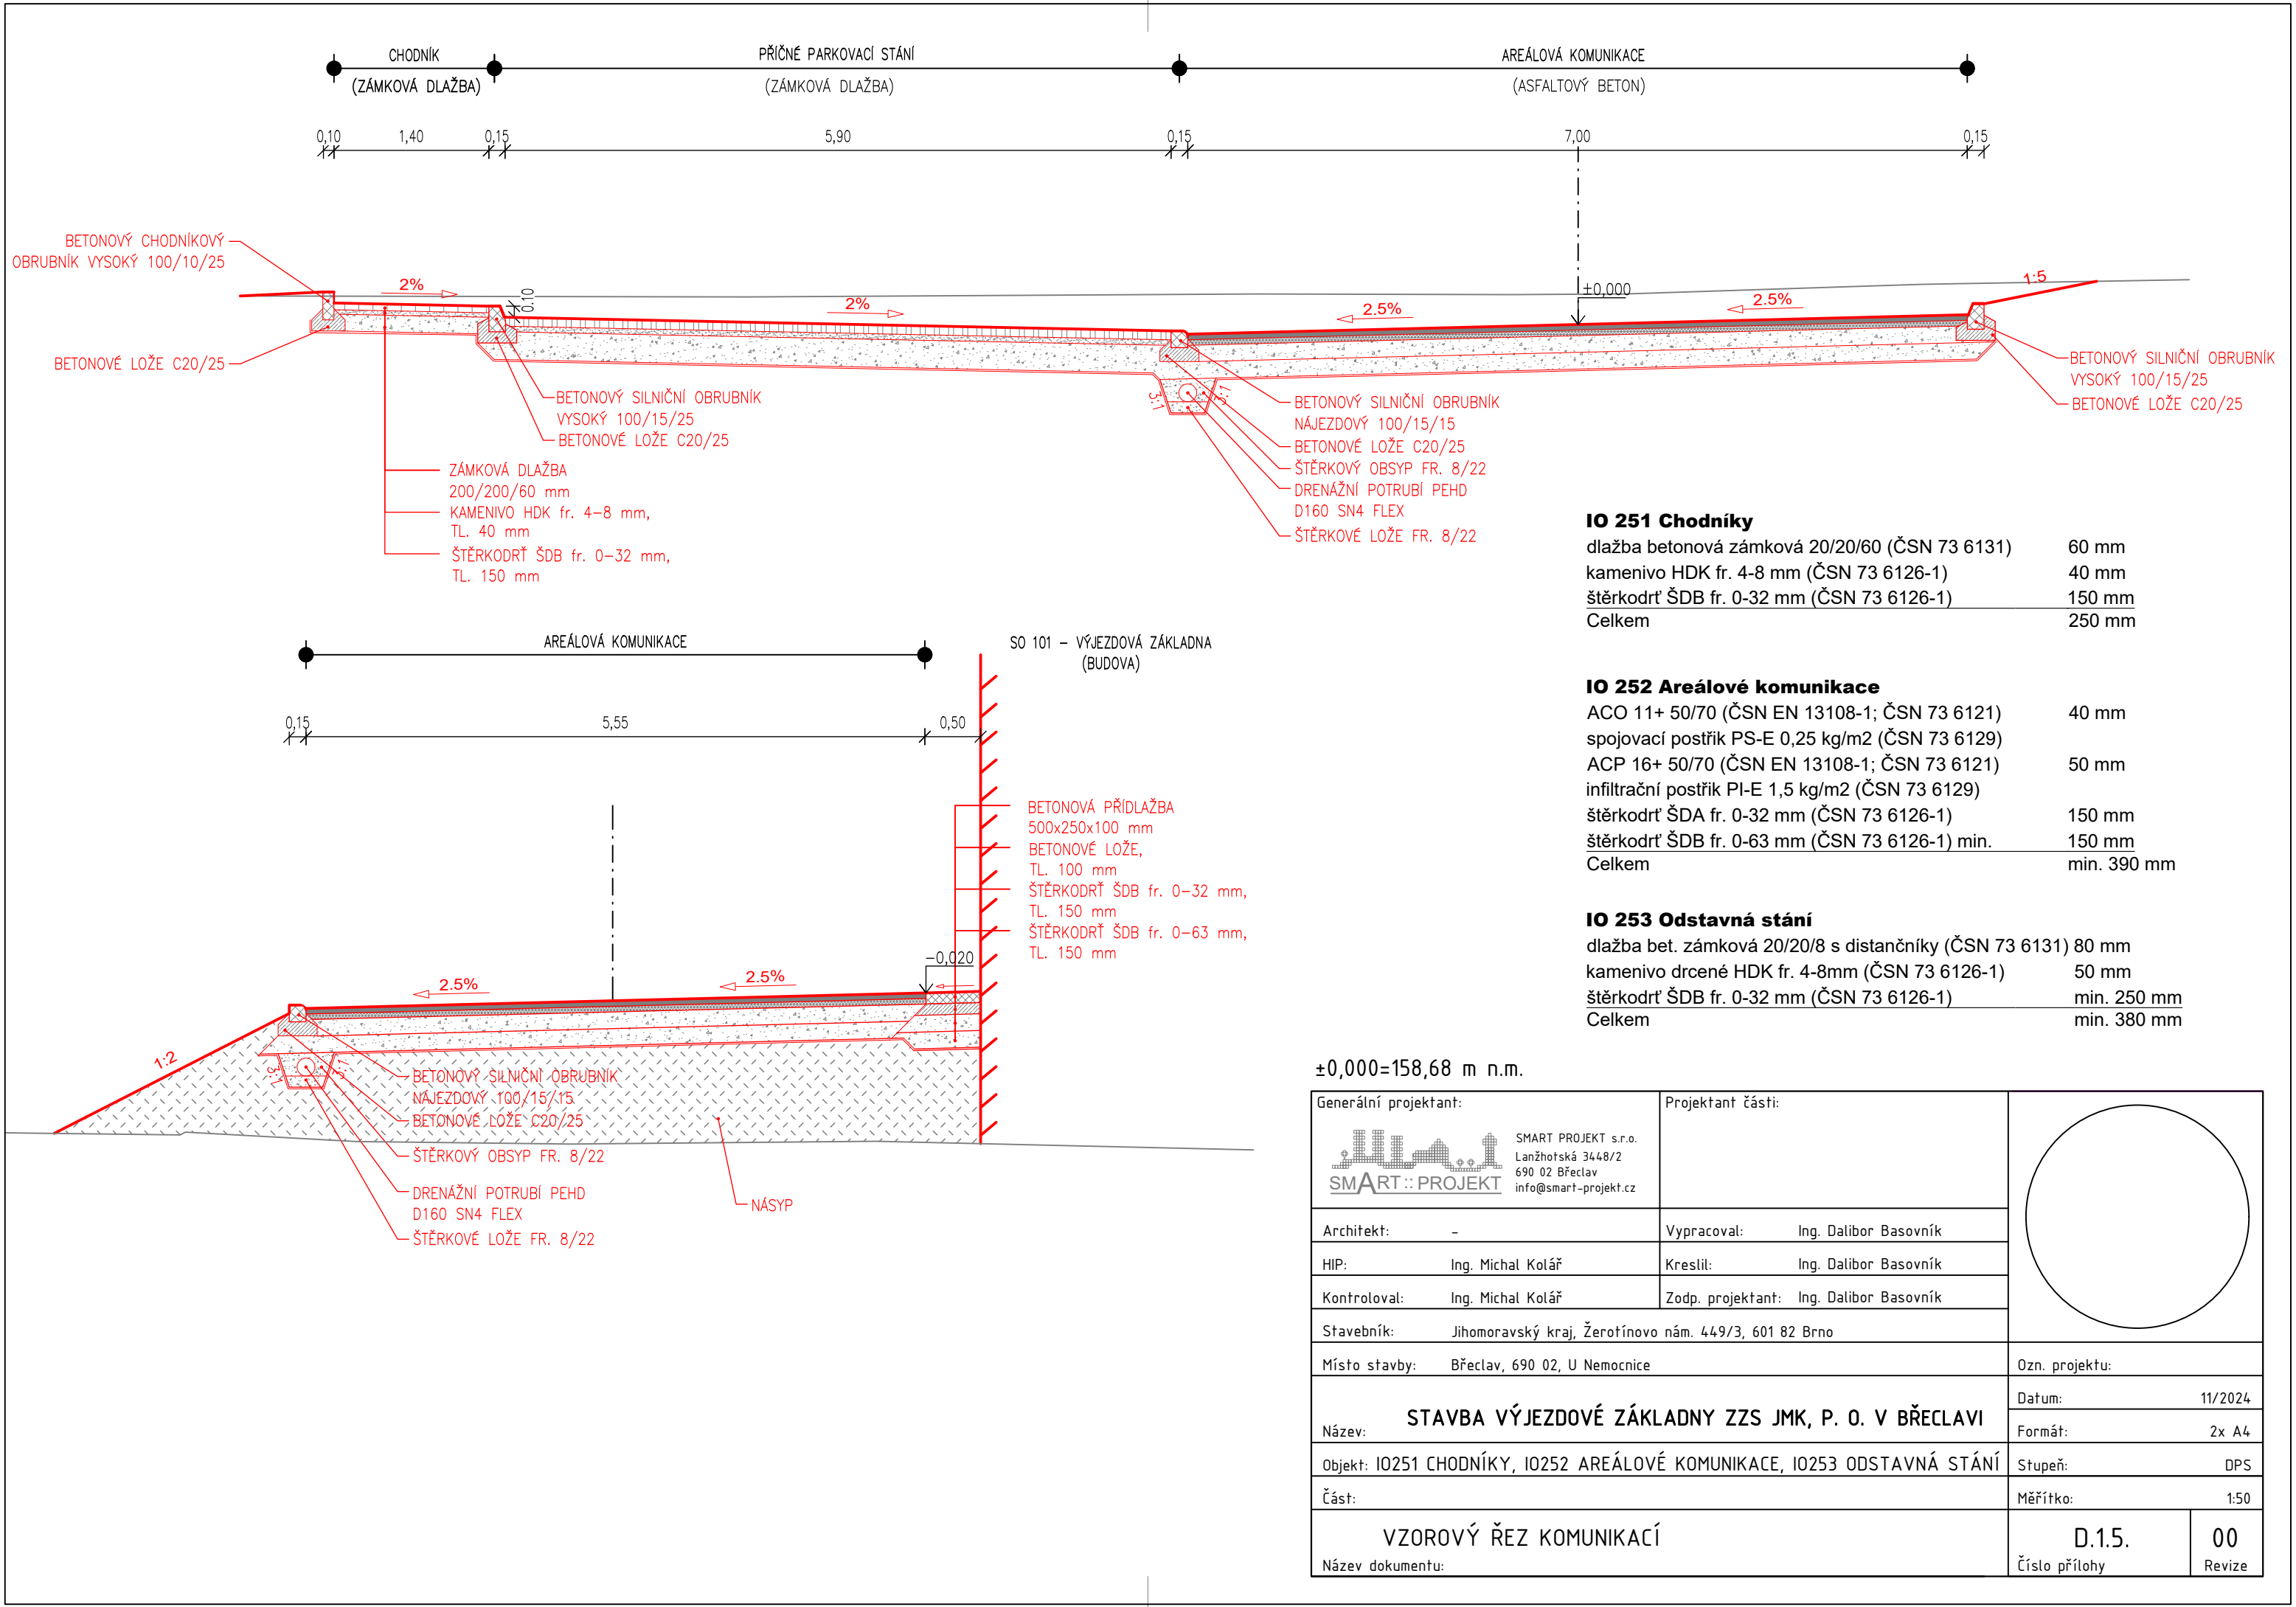 CHODNÍK
(ZÁMKOVÁ DLAŽBA)
PŘÍČNÉ PARKOVACÍ STÁNÍ
(ZÁMKOVÁ DLAŽBA)
AREÁLOVÁ KOMUNIKACE
(ASFALTOVÝ BETON)
0,10
1,40
0,15
5,90
0,15
7,00
0,15
BETONOVÝ CHODNÍKOVÝ
OBRUBNÍK VYSOKÝ 100/10/25
BETONOVÉ LOŽE C20/25
2%
0.10
2%
2.5%
±0,000
2.5%
1:5
BETONOVÝ SILNIČNÍ OBRUBNÍK
VYSOKÝ 100/15/25
BETONOVÉ LOŽE C20/25
BETONOVÝ SILNIČNÍ OBRUBNÍK
VYSOKÝ 100/15/25
BETONOVÉ LOŽE C20/25
3:1
3:1
BETONOVÝ SILNIČNÍ OBRUBNÍK
NÁJEZDOVÝ 100/15/15
BETONOVÉ LOŽE C20/25
ŠTĚRKOVÝ OBSYP FR. 8/22
DRENÁŽNÍ POTRUBÍ PEHD
D160 SN4 FLEX
ŠTĚRKOVÉ LOŽE FR. 8/22
ZÁMKOVÁ DLAŽBA
200/200/60 mm
KAMENIVO HDK fr. 4-8 mm,
TL. 40 mm
ŠTĚRKODRŤ ŠDB fr. 0-32 mm,
TL. 150 mm
IO 251 Chodníky
dlažba betonová zámková 20/20/60 (ČSN 73 6131) 60 mm
kamenivo HDK fr. 4-8 mm (ČSN 73 6126-1) 40 mm
štěrkodrť ŠDB fr. 0-32 mm (ČSN 73 6126-1) 150 mm
Celkem 250 mm
IO 252 Areálové komunikace
ACO 11+ 50/70 (ČSN EN 13108-1; ČSN 73 6121) 40 mm
spojovací postřik PS-E 0,25 kg/m2 (ČSN 73 6129)
ACP 16+ 50/70 (ČSN EN 13108-1; ČSN 73 6121) 50 mm
infiltrační postřik PI-E 1,5 kg/m2 (ČSN 73 6129)
štěrkodrť ŠDA fr. 0-32 mm (ČSN 73 6126-1) 150 mm
štěrkodrť ŠDB fr. 0-63 mm (ČSN 73 6126-1) min. 150 mm
Celkem min. 390 mm
IO 253 Odstavná stání
dlažba bet. zámková 20/20/8 s distančníky (ČSN 73 6131) 80 mm
kamenivo drcené HDK fr. 4-8mm (ČSN 73 6126-1) 50 mm
štěrkodrť ŠDB fr. 0-32 mm (ČSN 73 6126-1) min. 250 mm
Celkem min. 380 mm
AREÁLOVÁ KOMUNIKACE
SO 101 - VÝJEZDOVÁ ZÁKLADNA
(BUDOVA)
0,15
5,55
0,50
BETONOVÁ PŘÍDLAŽBA
500x250x100 mm
BETONOVÉ LOŽE,
TL. 100 mm
ŠTĚRKODRŤ ŠDB fr. 0-32 mm,
TL. 150 mm
ŠTĚRKODRŤ ŠDB fr. 0-63 mm,
TL. 150 mm
-0,020
2.5%
2.5%
1:2
3:1
3:1
BETONOVÝ SILNIČNÍ OBRUBNÍK
NÁJEZDOVÝ 100/15/15
BETONOVÉ LOŽE C20/25
ŠTĚRKOVÝ OBSYP FR. 8/22
DRENÁŽNÍ POTRUBÍ PEHD
D160 SN4 FLEX
ŠTĚRKOVÉ LOŽE FR. 8/22
NÁSYP
±0,000=158,68 m n.m.
Generální projektant:
SMART::PROJEKT
SMART PROJEKT s.r.o.
Lanžhotská 3448/2
690 02 Břeclav
info@smart-projekt.cz
Projektant části:
Architekt: -
Vypracoval: Ing. Dalibor Basovník
HIP: Ing. Michal Kolář
Kreslil: Ing. Dalibor Basovník
Kontroloval: Ing. Michal Kolář
Zodp. projektant: Ing. Dalibor Basovník
Stavebník: Jihomoravský kraj, Žerotínovo nám. 449/3, 601 82 Brno
Místo stavby: Břeclav, 690 02, U Nemocnice
Ozn. projektu:
Název: STAVBA VÝJEZDOVÉ ZÁKLADNY ZZS JMK, P. O. V BŘECLAVI
Datum: 11/2024
Formát: 2x A4
Objekt: IO251 CHODNÍKY, IO252 AREÁLOVÉ KOMUNIKACE, IO253 ODSTAVNÁ STÁNÍ
Stupeň: DPS
Část:
Měřítko: 1:50
VZOROVÝ ŘEZ KOMUNIKACÍ
Název dokumentu:
D.1.5.
Číslo přílohy
00
Revize